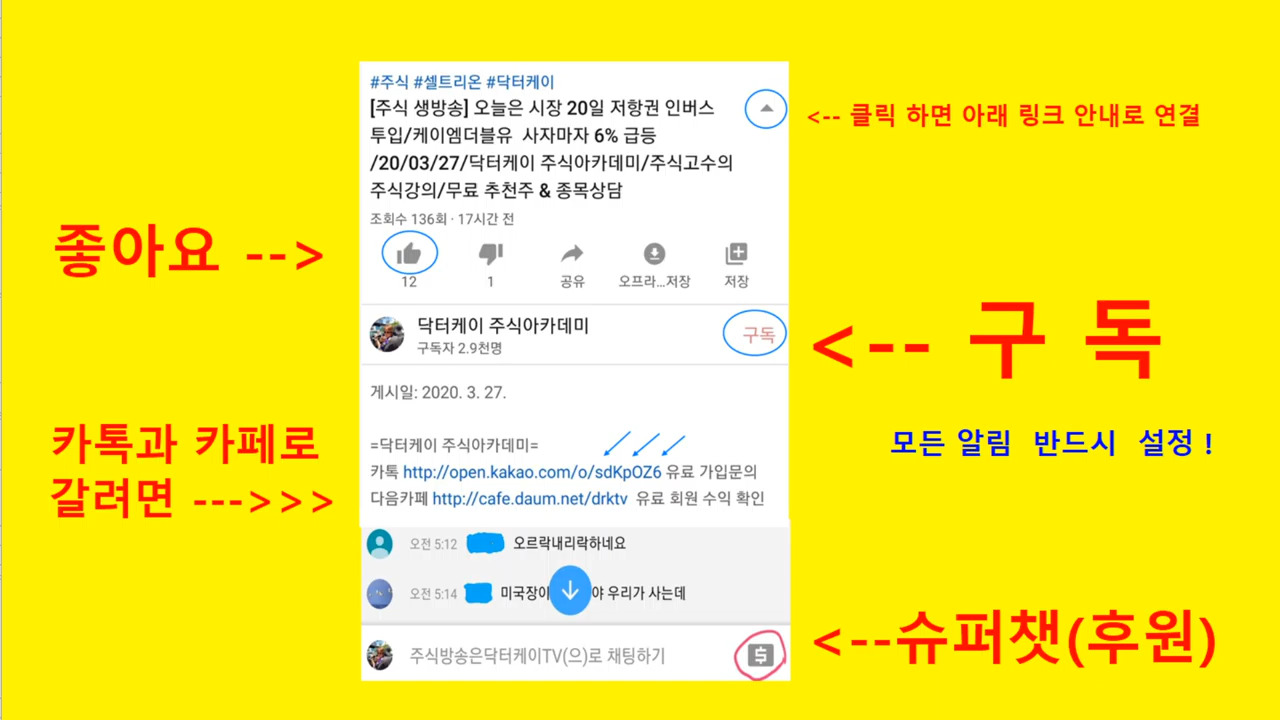 #주식 #셀트리온 #닥터케이
[주식 생방송] 오늘은 시장 20일 저항권 인버스
투입/케이엠더블유 사자마자 6% 급등
/20/03/27/닥터케이 주식아카데미/주식고수의
주식강의/무료 추천주 & 종목상담
조회수 136회 · 17시간 전
<-- 클릭 하면 아래 링크 안내로 연결
좋아요 -->
12
1
공유
오프라...저장
저장
닥터케이 주식아카데미
구독자 2.9천명
구독
<-- 구 독
게시일: 2020. 3. 27.
모든 알림 반드시 설정 !
카톡과 카페로
갈려면 --->>>
=닥터케이 주식아카데미=
카톡 http://open.kakao.com/o/sdKpOZ6 유료 가입문의
다음카페 http://cafe.daum.net/drktv 유료 회원 수익 확인
오전 5:12 오르락내리락하네요
오전 5:14 미국장이 야 우리가 사는데
주식방송은닥터케이TV(으)로 채팅하기
<--슈퍼챗(후원)